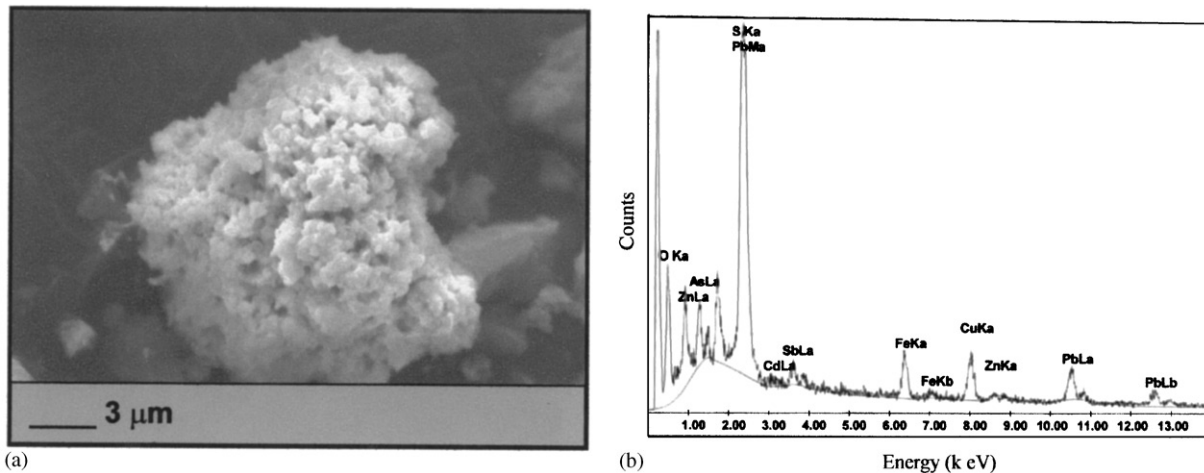 3 μm
(a)
S Ka
PbMa
O Ka
AsLa
ZnLa
CdLa
SbLa
FeKa
FeKb
CuKa
ZnKa
PbLa
PbLb
Counts
1.00 2.00 3.00 4.00 5.00 6.00 7.00 8.00 9.00 10.00 11.00 12.00 13.00
Energy (k eV)
(b)